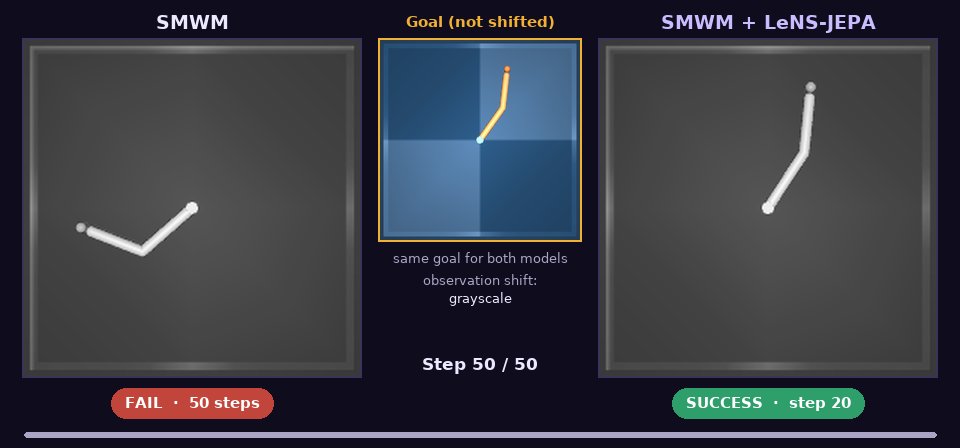 SMWM
Goal (not shifted)
SMWM + LeNS-JEPA
same goal for both models
observation shift:
grayscale
Step 50 / 50
FAIL · 50 steps
SUCCESS · step 20